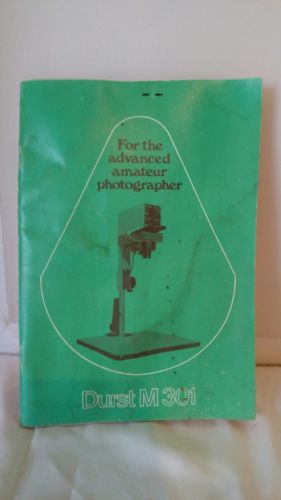 For the
advanced
amateur
photographer
Durst M 301